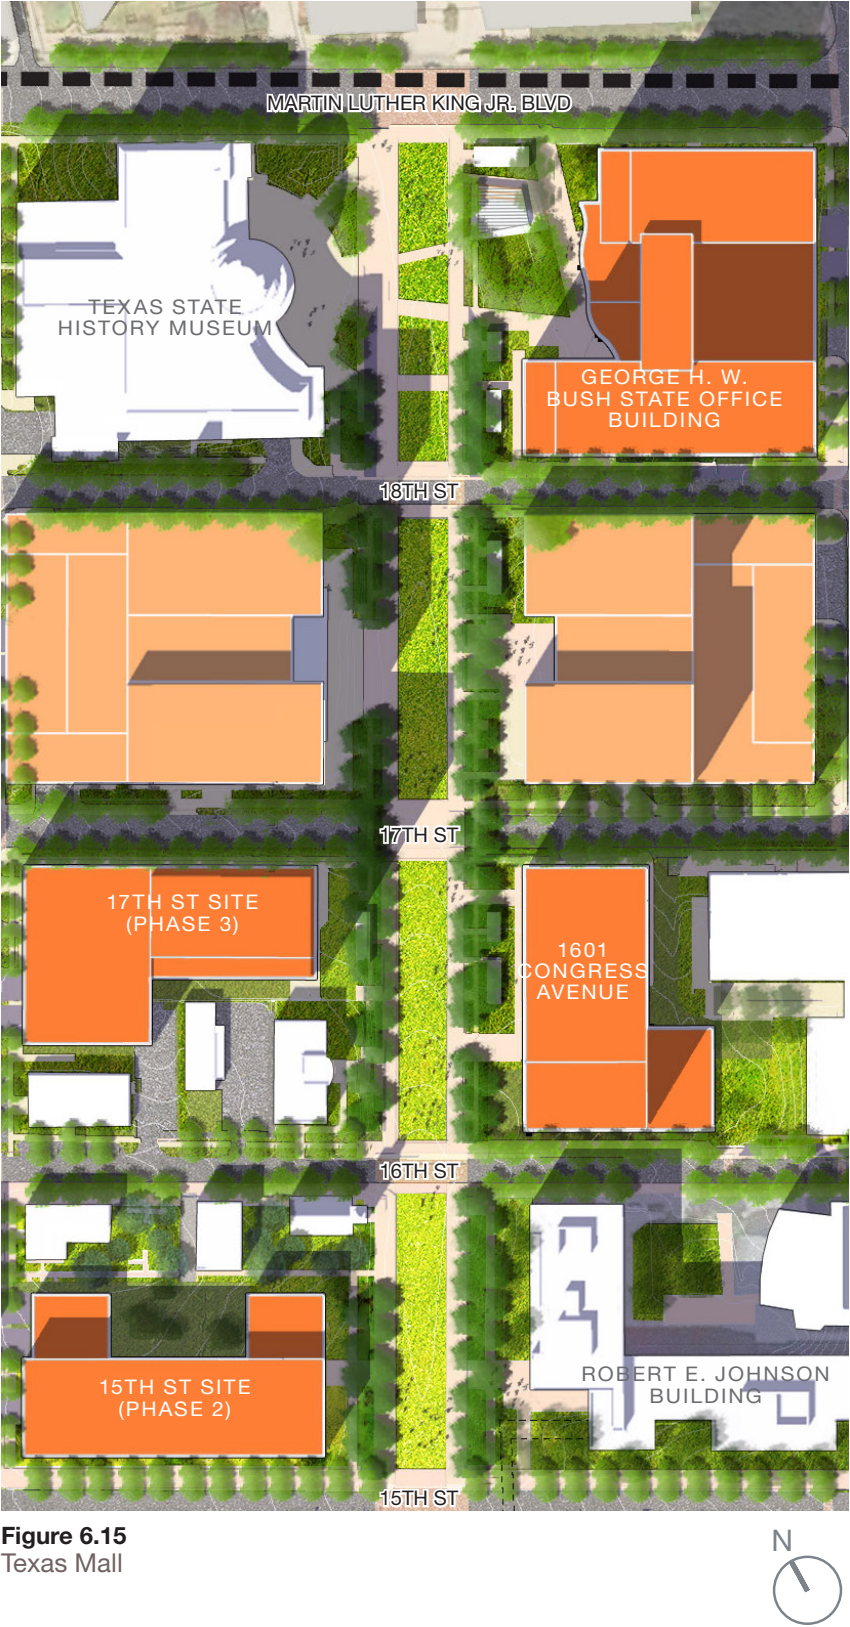 MARTIN LUTHER KING JR. BLVD
TEXAS STATE
HISTORY MUSEUM
GEORGE H. W.
BUSH STATE OFFICE
BUILDING
18TH ST
17TH ST
17TH ST SITE
(PHASE 3)
1601
CONGRESS
AVENUE
16TH ST
15TH ST SITE
(PHASE 2)
ROBERT E. JOHNSON
BUILDING
15TH ST
Figure 6.15
Texas Mall
N